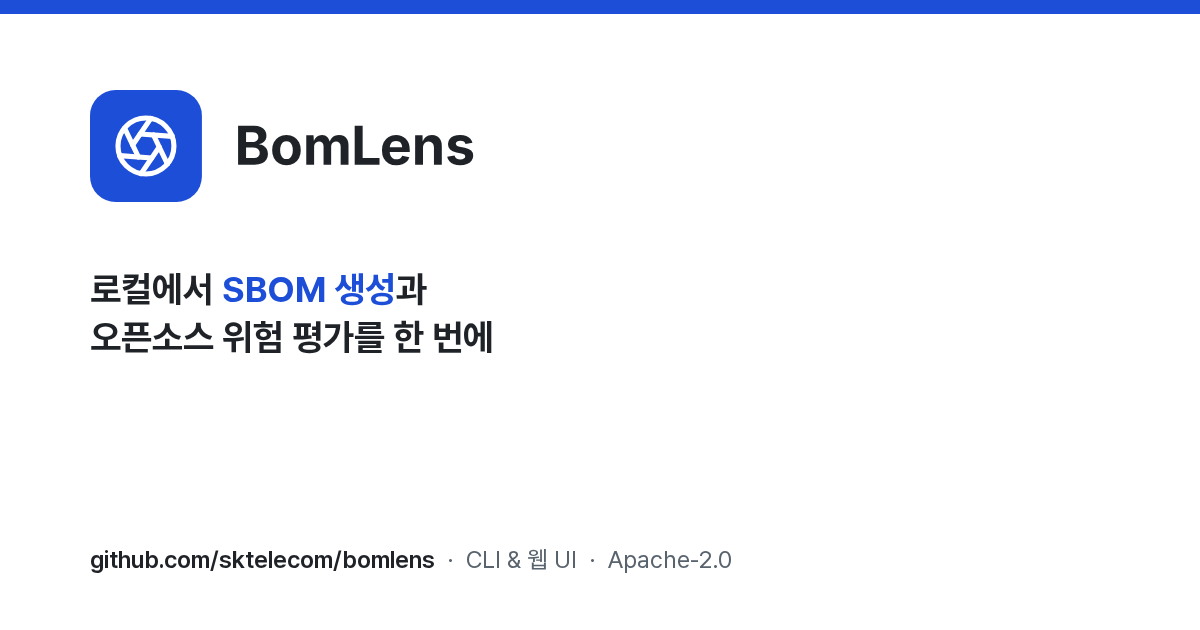 BomLens
로컬에서 SBOM 생성과
오픈소스 위험 평가를 한 번에
github.com/sktelecom/bomlens · CLI & 웹 UI · Apache-2.0